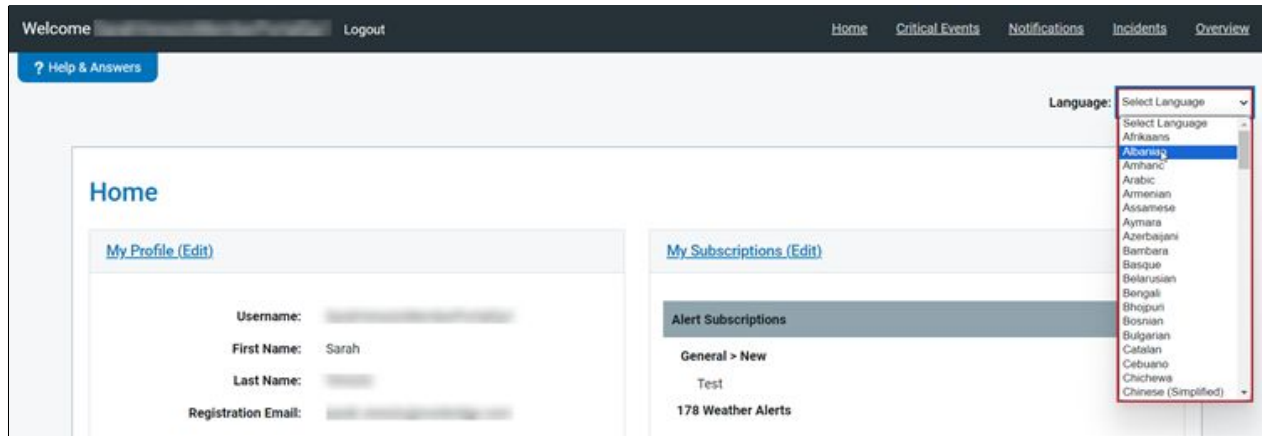 Welcome Logout Home Critical Events Notifications Incidents Overview
? Help & Answers
Language: Select Language
Select Language
Afrikaans
Albanian
Amharic
Arabic
Armenian
Assamese
Aymara
Azerbaijani
Bambara
Basque
Belarusian
Bengali
Bhojpuri
Bosnian
Bulgarian
Catalan
Cebuano
Chichewa
Chinese (Simplified)
Home
My Profile (Edit)
Username:
First Name: Sarah
Last Name:
Registration Email:
My Subscriptions (Edit)
Alert Subscriptions
General > New
Test
178 Weather Alerts